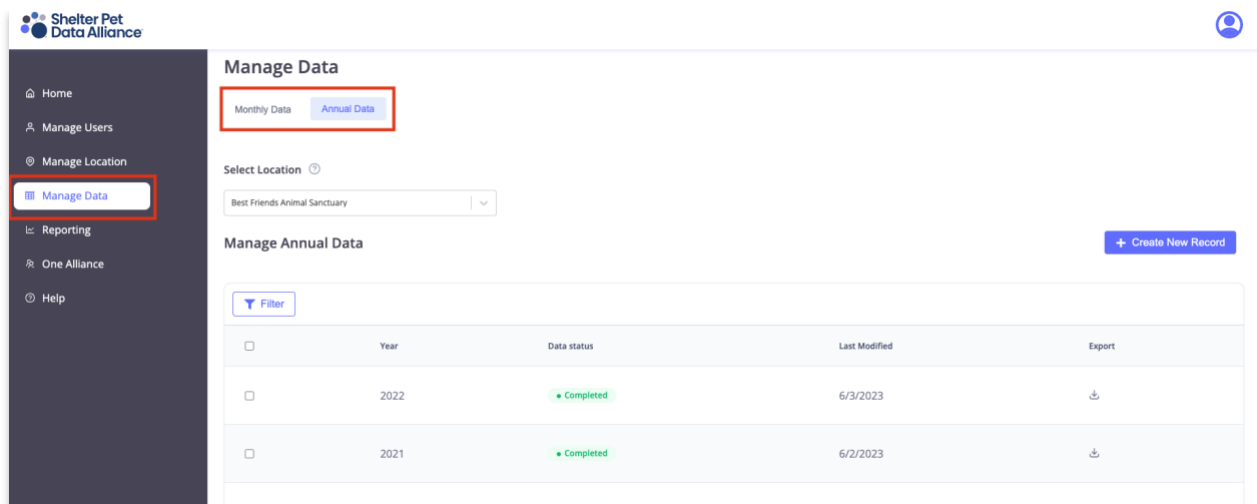 Shelter Pet
Data Alliance
Home
Manage Users
Manage Location
Manage Data
Reporting
One Alliance
Help
Manage Data
Monthly Data Annual Data
Select Location
Best Friends Animal Sanctuary
Manage Annual Data
+ Create New Record
Filter
Year Data status Last Modified Export
2022 Completed 6/3/2023
2021 Completed 6/2/2023